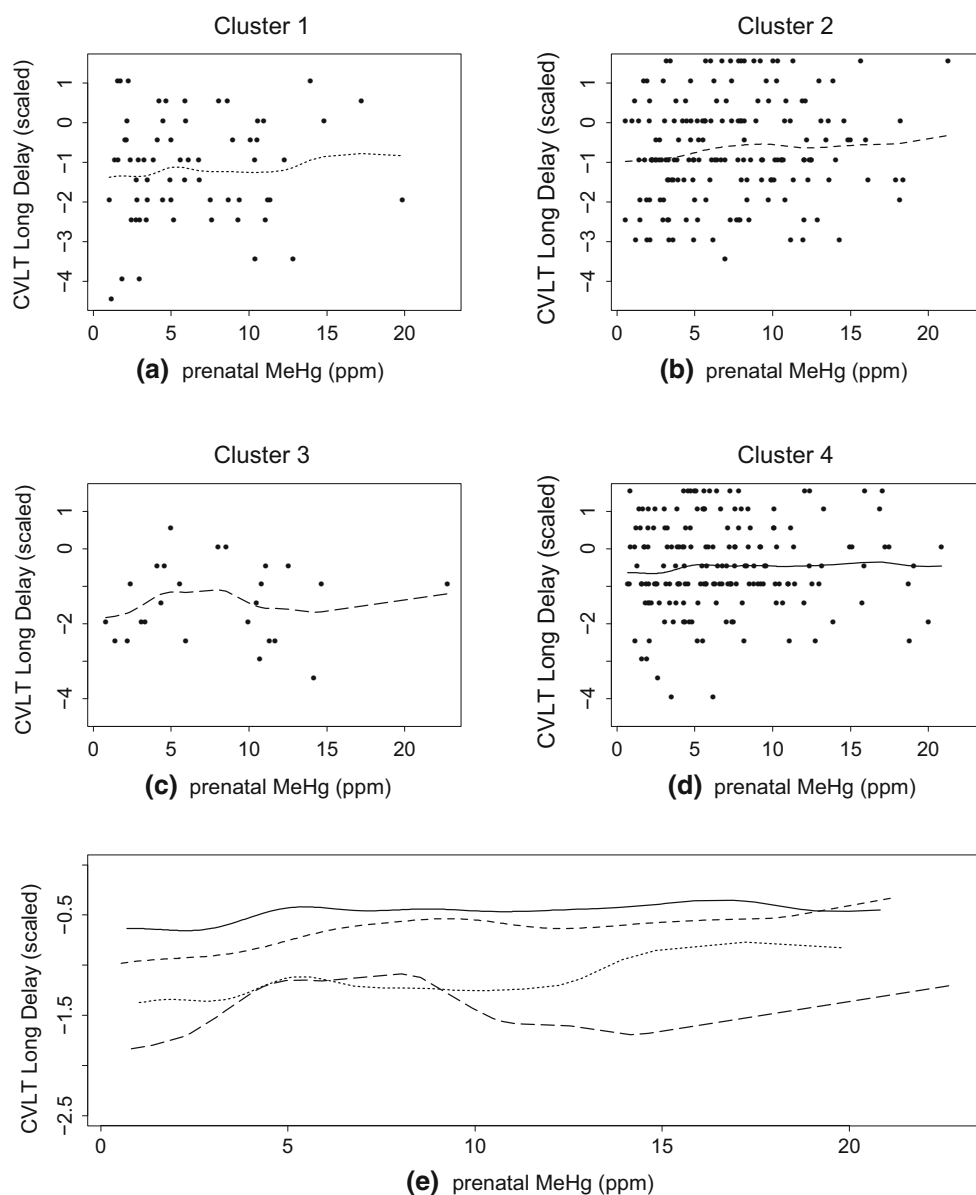 Cluster 1
CVLT Long Delay (scaled)
1
0
−1
−2
−3
−4
0 5 10 15 20
(a) prenatal MeHg (ppm)
Cluster 2
CVLT Long Delay (scaled)
1
0
−1
−2
−3
−4
0 5 10 15 20
(b) prenatal MeHg (ppm)
Cluster 3
CVLT Long Delay (scaled)
1
0
−2
−4
0 5 10 15 20
(c) prenatal MeHg (ppm)
Cluster 4
CVLT Long Delay (scaled)
1
0
−2
−4
0 5 10 15 20
(d) prenatal MeHg (ppm)
CVLT Long Delay (scaled)
−0.5
−1.5
−2.5
0 5 10 15 20
(e) prenatal MeHg (ppm)